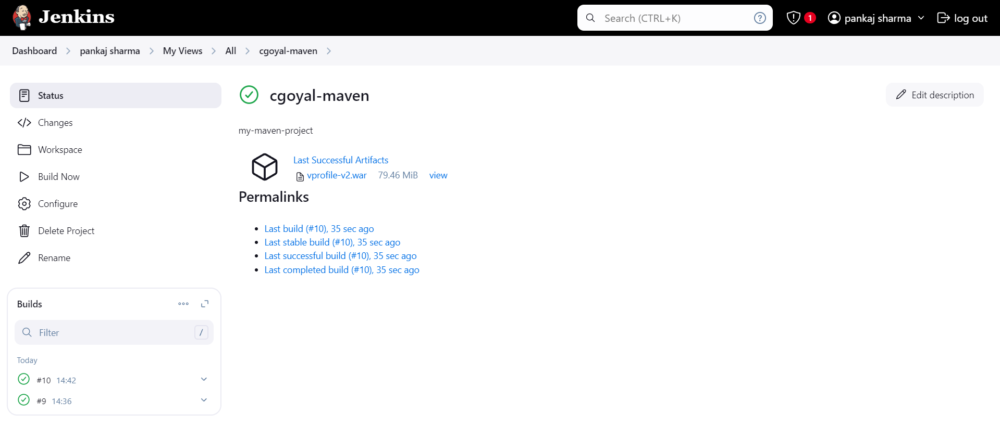 Jenkins
Search (CTRL+K)
?
1
pankaj sharma
log out
Dashboard > pankaj sharma > My Views > All > cgoyal-maven >
Status
Changes
Workspace
Build Now
Configure
Delete Project
Rename
Builds
Filter /
Today
#10 14:42
#9 14:36
cgoyal-maven
Edit description
my-maven-project
Last Successful Artifacts
vprofile-v2.war 79.46 MiB view
Permalinks
• Last build (#10), 35 sec ago
• Last stable build (#10), 35 sec ago
• Last successful build (#10), 35 sec ago
• Last completed build (#10), 35 sec ago